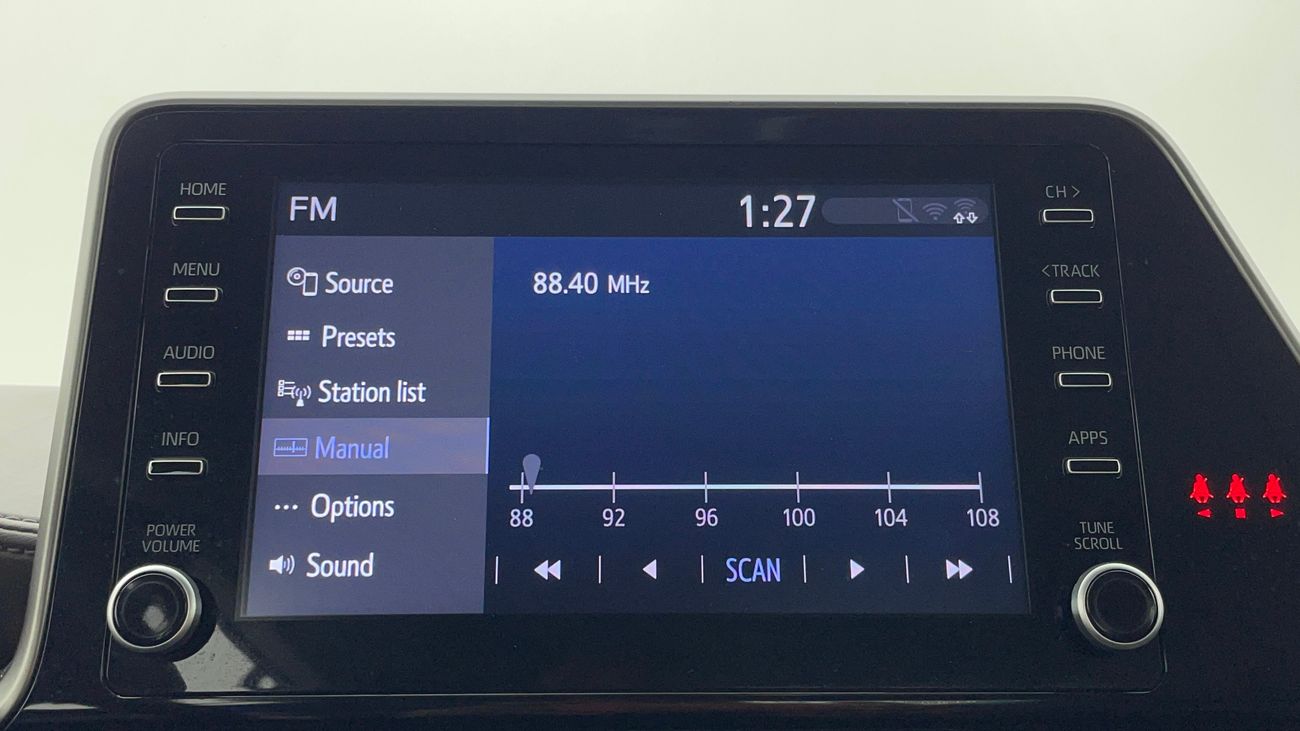 HOME
MENU
AUDIO
INFO
POWER
VOLUME
FM
1:27
Source
Presets
Station list
Manual
Options
Sound
88.40 MHz
88 92 96 100 104 108
SCAN
CH >
<TRACK
PHONE
APPS
TUNE
SCROLL